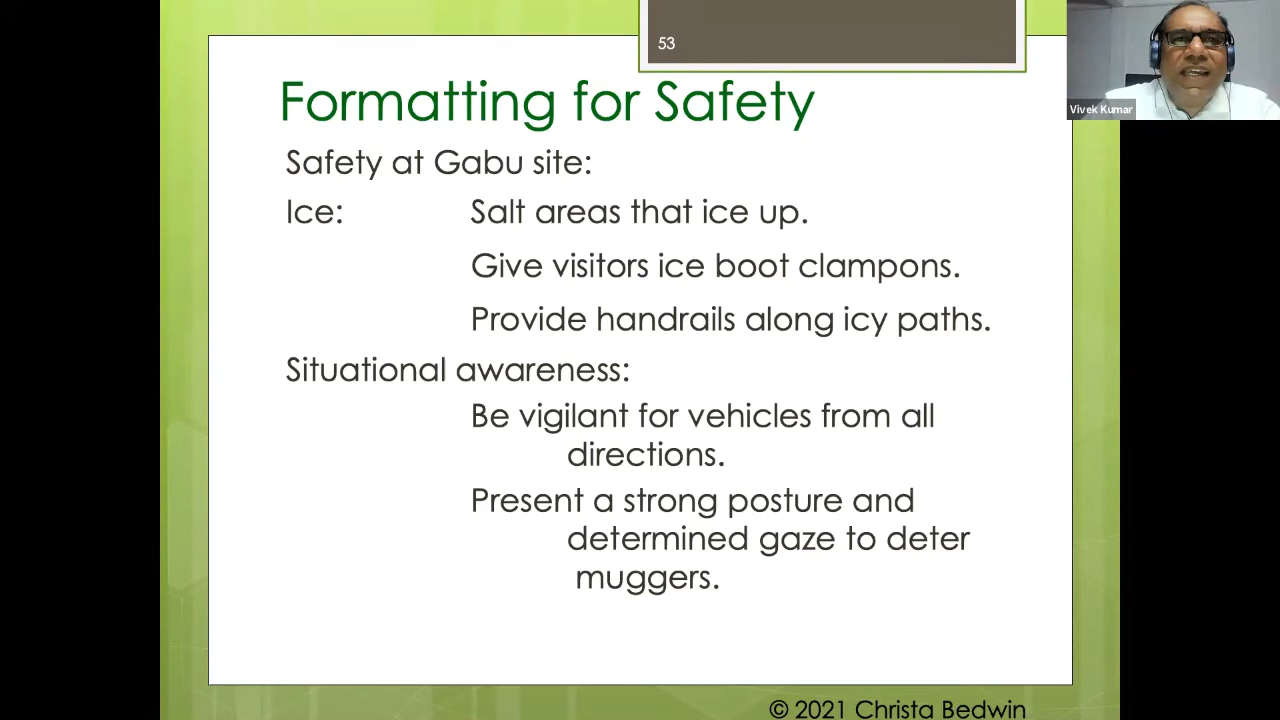 53
Vivek Kumar
Formatting for Safety
Safety at Gabu site:
Ice: Salt areas that ice up.
Give visitors ice boot clampons.
Provide handrails along icy paths.
Situational awareness:
Be vigilant for vehicles from all
directions.
Present a strong posture and
determined gaze to deter
muggers.
© 2021 Christa Bedwin